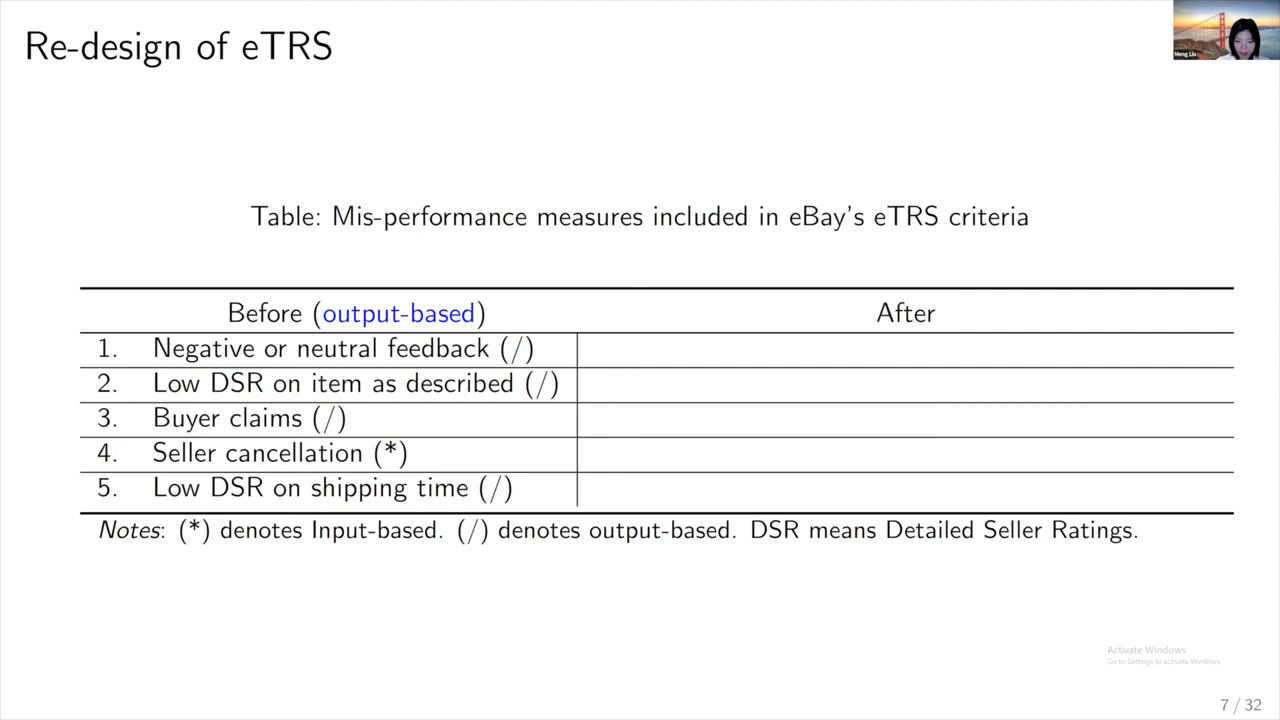 Re-design of eTRS
Meng Liu
Table: Mis-performance measures included in eBay's eTRS criteria
Before (output-based) After
1. Negative or neutral feedback (/)
2. Low DSR on item as described (/)
3. Buyer claims (/)
4. Seller cancellation (*)
5. Low DSR on shipping time (/)
Notes: (*) denotes Input-based. (/) denotes output-based. DSR means Detailed Seller Ratings.
Activate Windows
Go to Settings to activate Windows.
7 / 32